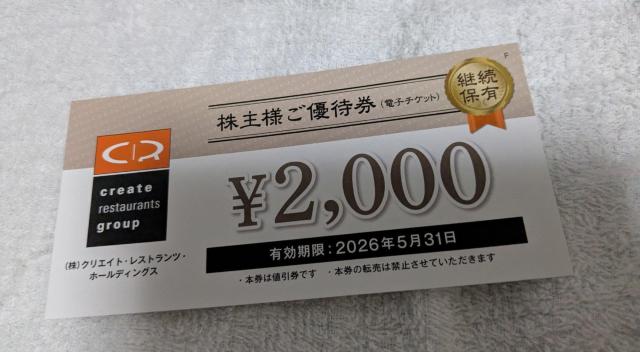 F
株主様ご優待券(電子チケット)
継続
保有
CR
create
restaurants
group
¥2,000
(株)クリエイト・レストランツ・
ホールディングス
有効期限:2026年5月31日
・本券は値引券です ・本券の転売は禁止させていただきます